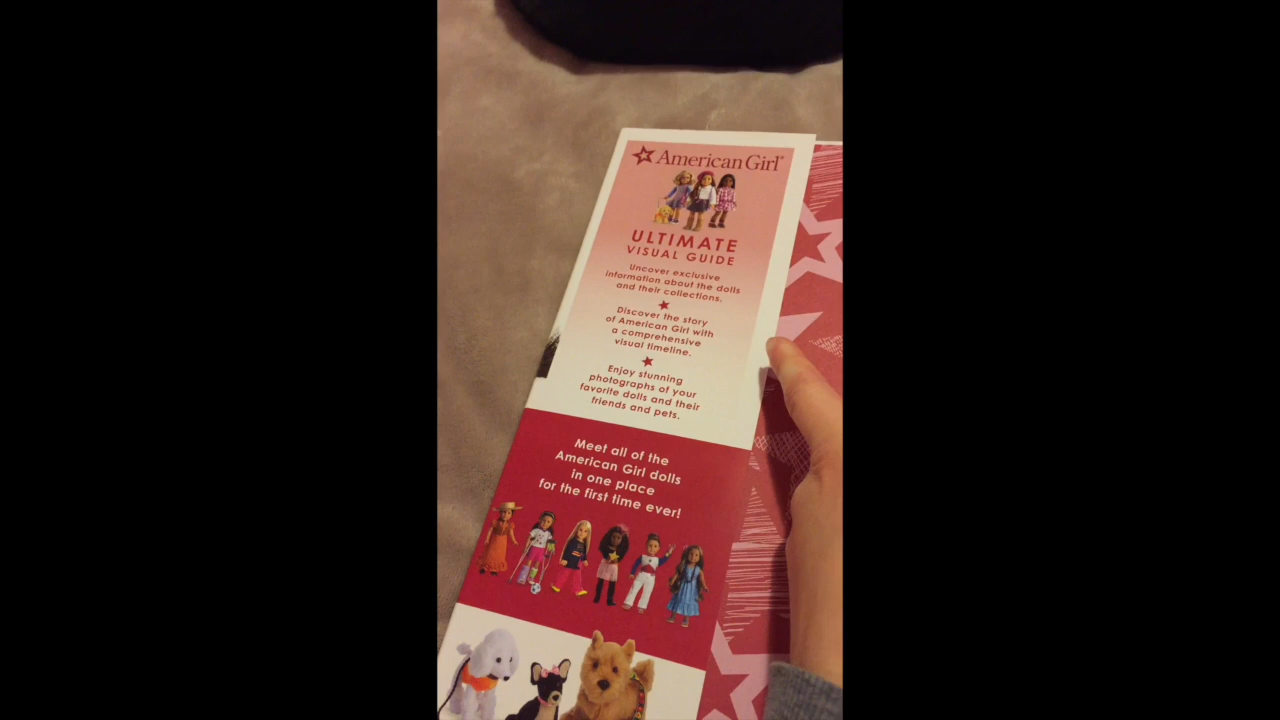 American Girl®
ULTIMATE
VISUAL GUIDE
Uncover exclusive
information about the dolls
and their collections.
Discover the story
of American Girl with
a comprehensive
visual timeline.
Enjoy stunning
photographs of your
favorite dolls and their
friends and pets.
Meet all of the
American Girl dolls
in one place
for the first time ever!